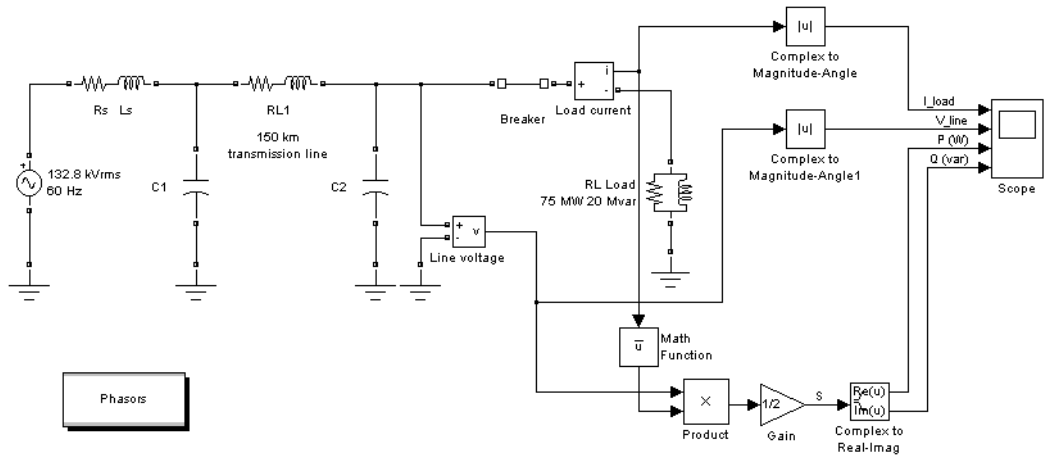 |u|
Complex to
Magnitude-Angle
i
+
-
Load current
Rs Ls
RL1
Breaker
150 km
transmission line
I_load
V_line
P (W)
Q (var)
Scope
|u|
Complex to
Magnitude-Angle1
+
132.8 kVrms
60 Hz
C1
C2
RL Load
75 MW 20 Mvar
+
-
v
Line voltage
u
Math
Function
Phasors
×
Product
1/2
Gain
S
Re(u)
Im(u)
Complex to
Real-Imag